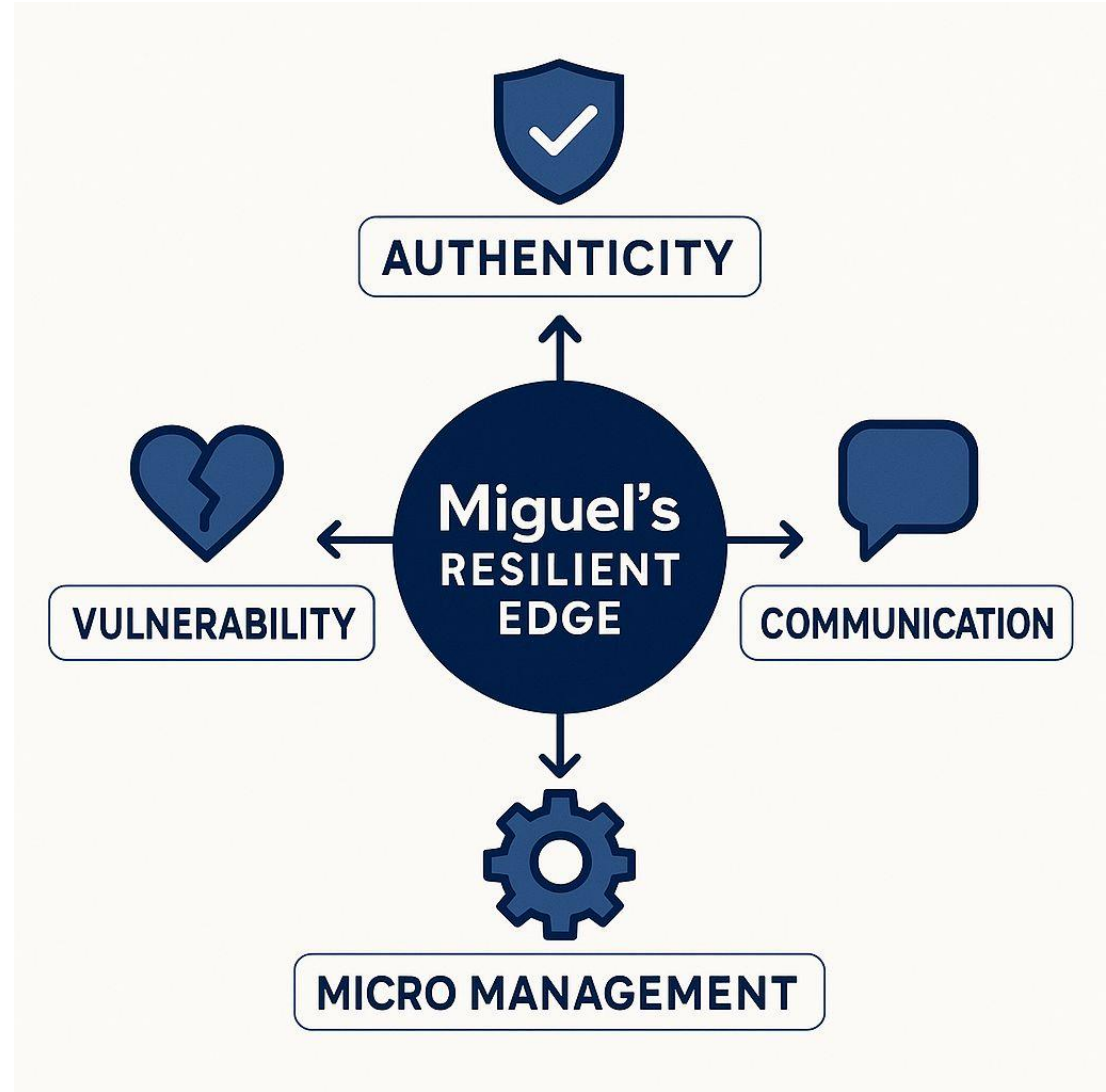 AUTHENTICITY
Miguel’s
RESILIENT
EDGE
VULNERABILITY
COMMUNICATION
MICRO MANAGEMENT